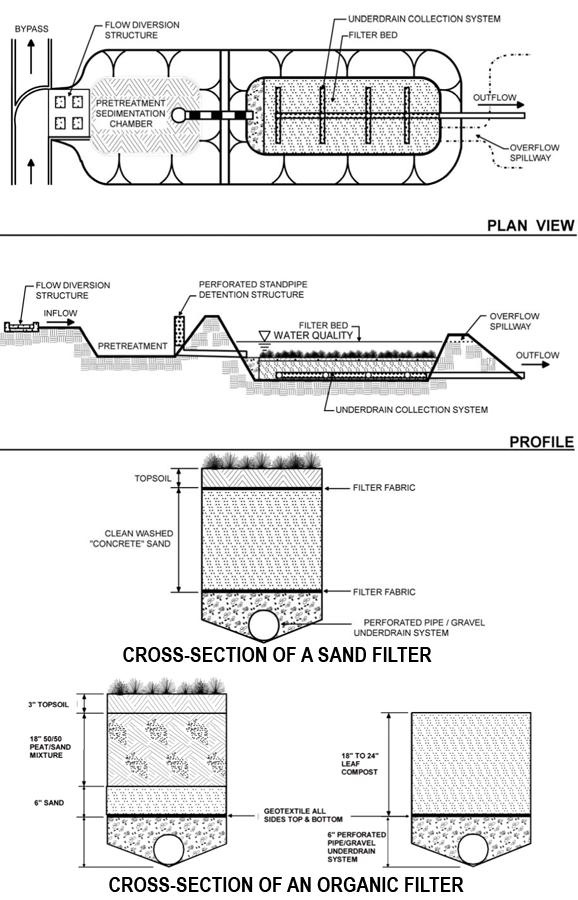 BYPASS
FLOW DIVERSION
STRUCTURE
UNDERDRAIN COLLECTION SYSTEM
FILTER BED
PRETREATMENT
SEDIMENTATION
CHAMBER
OUTFLOW
OVERFLOW
SPILLWAY
PLAN VIEW
FLOW DIVERSION
STRUCTURE
INFLOW
PERFORATED STANDPIPE
DETENTION STRUCTURE
PRETREATMENT
FILTER BED
WATER QUALITY
OVERFLOW
SPILLWAY
OUTFLOW
UNDERDRAIN COLLECTION SYSTEM
PROFILE
TOPSOIL
FILTER FABRIC
CLEAN WASHED
"CONCRETE" SAND
FILTER FABRIC
PERFORATED PIPE / GRAVEL
UNDERDRAIN SYSTEM
CROSS-SECTION OF A SAND FILTER
3" TOPSOIL
18" 50/50
PEAT/SAND
MIXTURE
6" SAND
18" TO 24"
LEAF
COMPOST
GEOTEXTILE ALL
SIDES TOP & BOTTOM
6" PERFORATED
PIPE/GRAVEL
UNDERDRAIN
SYSTEM
CROSS-SECTION OF AN ORGANIC FILTER